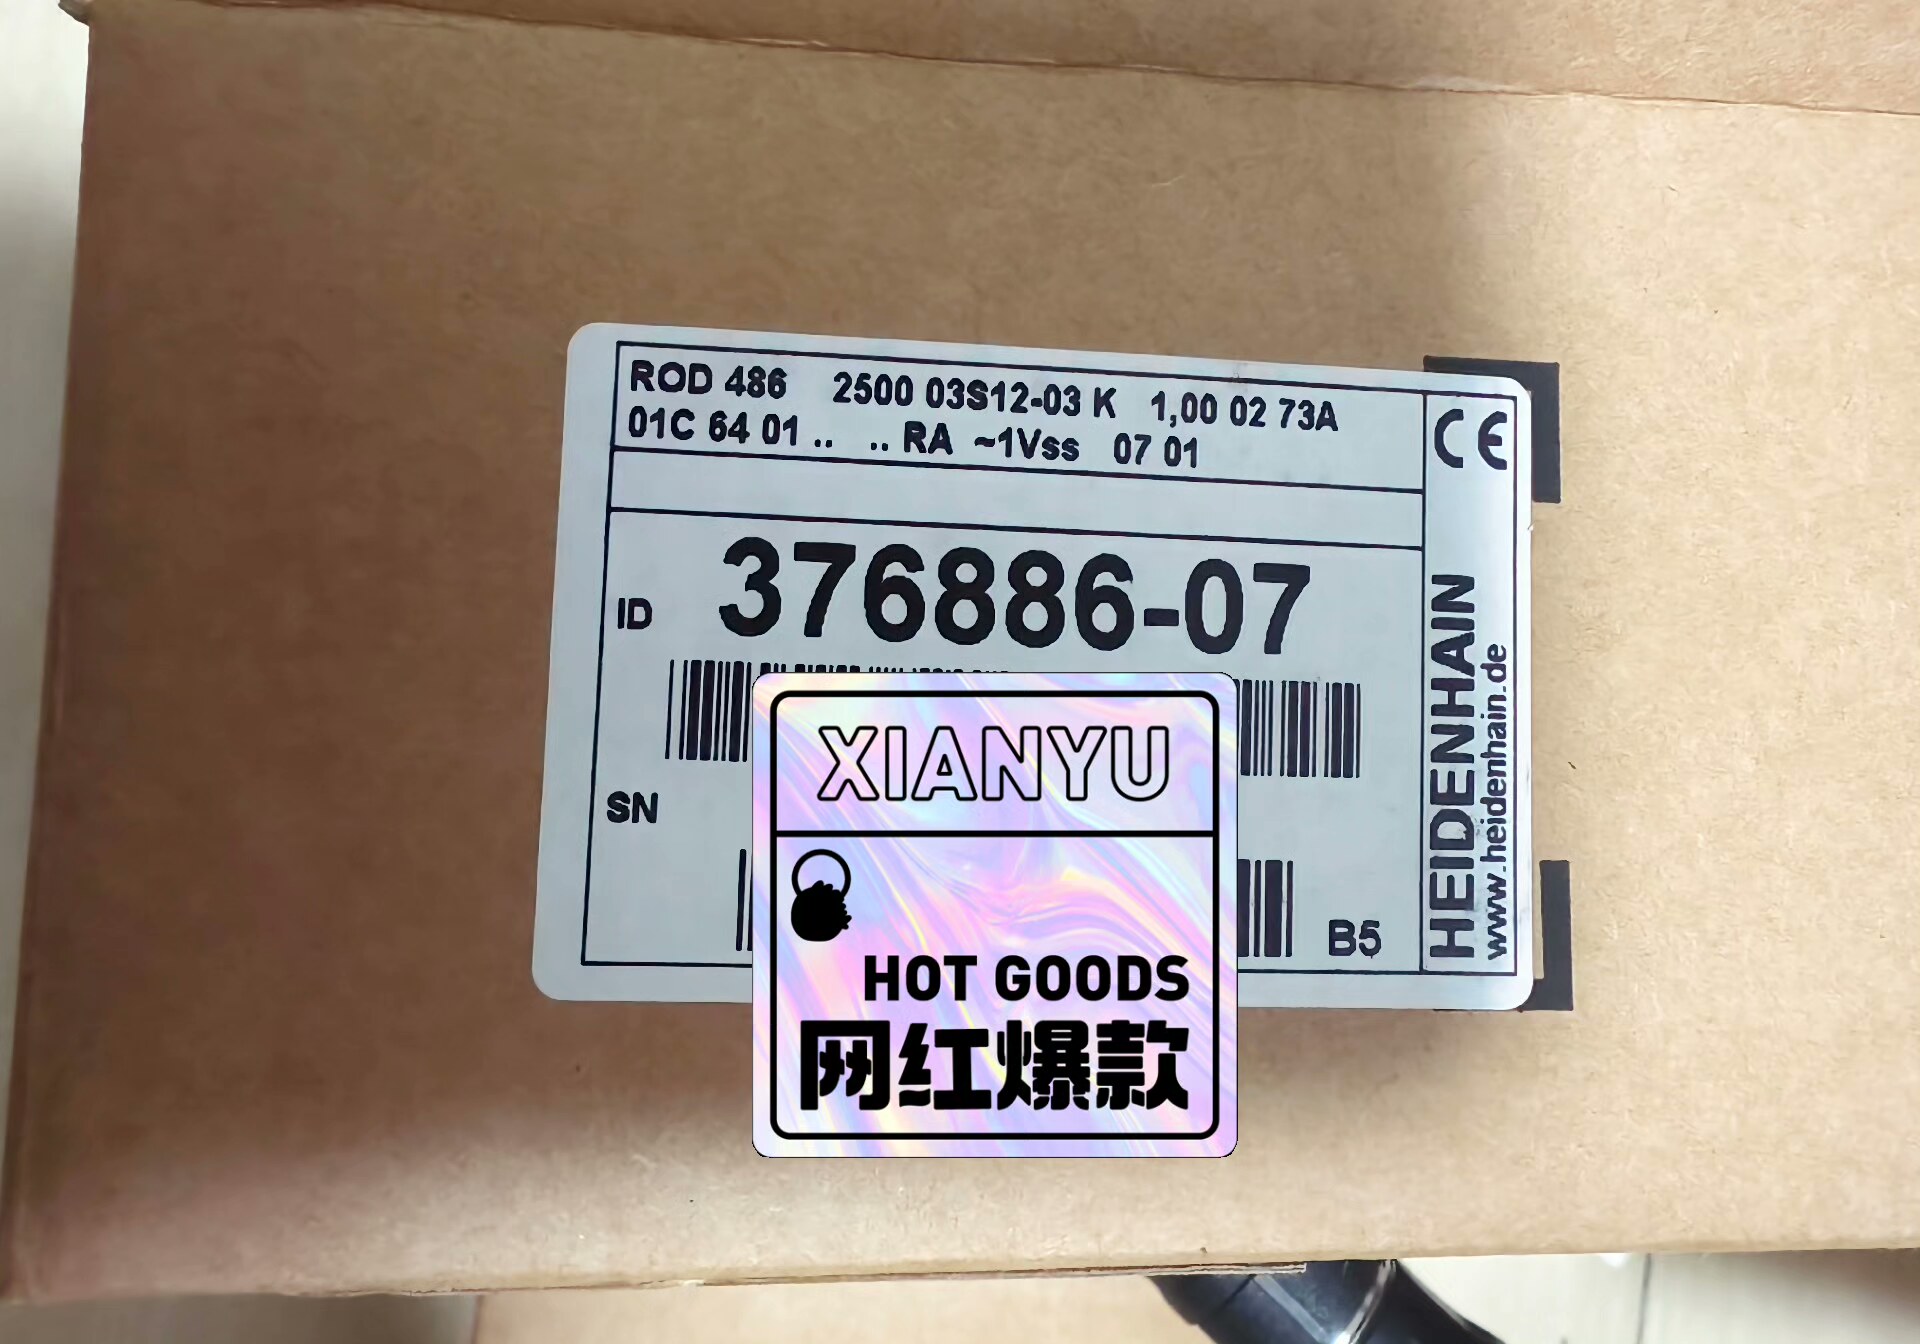 ROD 486 2500 03S12-03 K 1,00 02 73A
01C 64 01 .. .. RA ~1Vss 07 01
CE
ID 376886-07
SN
B5
HEIDENHAIN
www.heidenhain.de
XIANYU
HOT GOODS
网红爆款